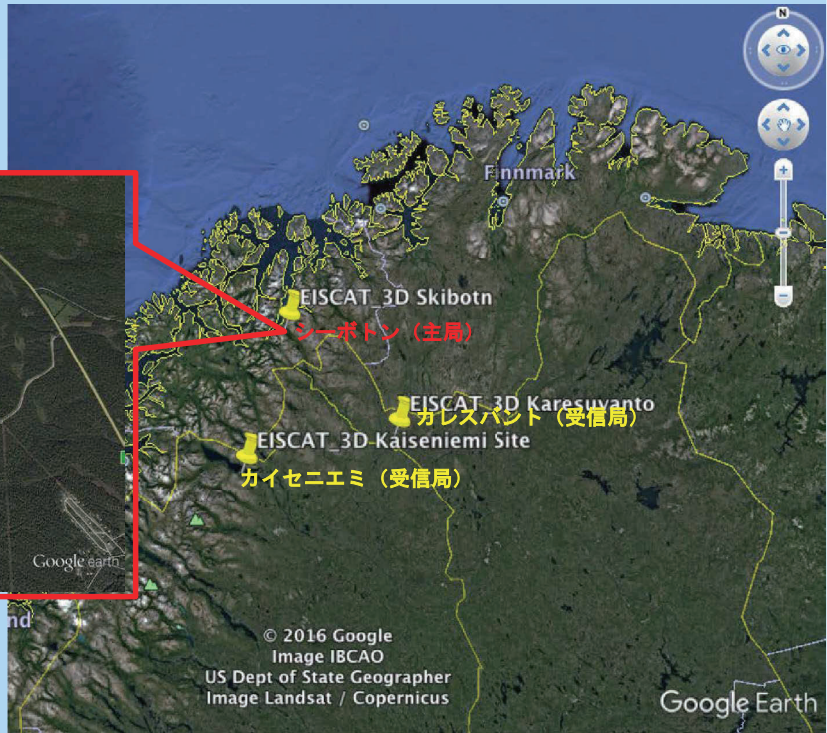 N
Finnmark
EISCAT_3D Skibotn
シーボトン（主局）
EISCAT_3D Karesuvanto
カレスバント（受信局）
EISCAT_3D Kaiseniemi Site
カイセニエミ（受信局）
Google earth
nd
© 2016 Google
Image IBCAO
US Dept of State Geographer
Image Landsat / Copernicus
Google Earth